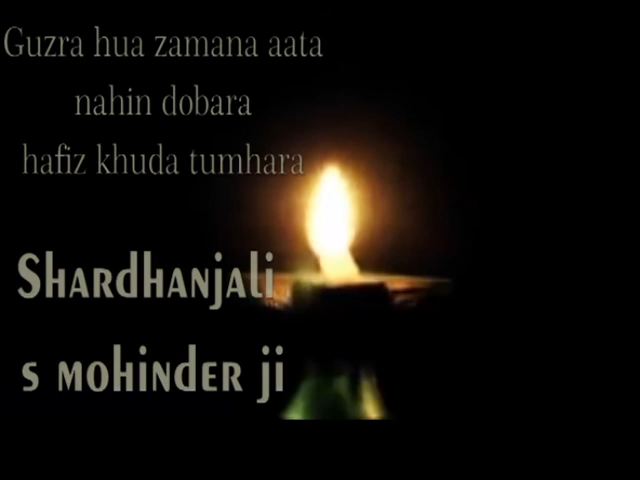 Guzra hua zamana aata
nahin dobara
hafiz khuda tumhara
Shardhanjali
s mohinder ji